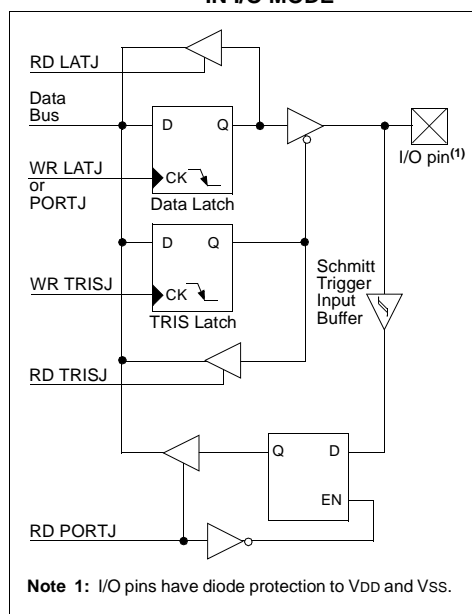 IN I/O MODE
RD LATJ
Data
Bus
D Q
I/O pin(1)
WR LATJ
or
PORTJ
CK
Data Latch
D Q
Schmitt
Trigger
Input
Buffer
WR TRISJ
CK
TRIS Latch
RD TRISJ
Q D
EN
RD PORTJ
Note 1: I/O pins have diode protection to VDD and VSS.